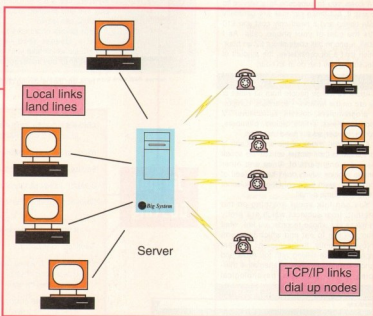 Local links
land lines
Big System
Server
TCP/IP links
dial up nodes